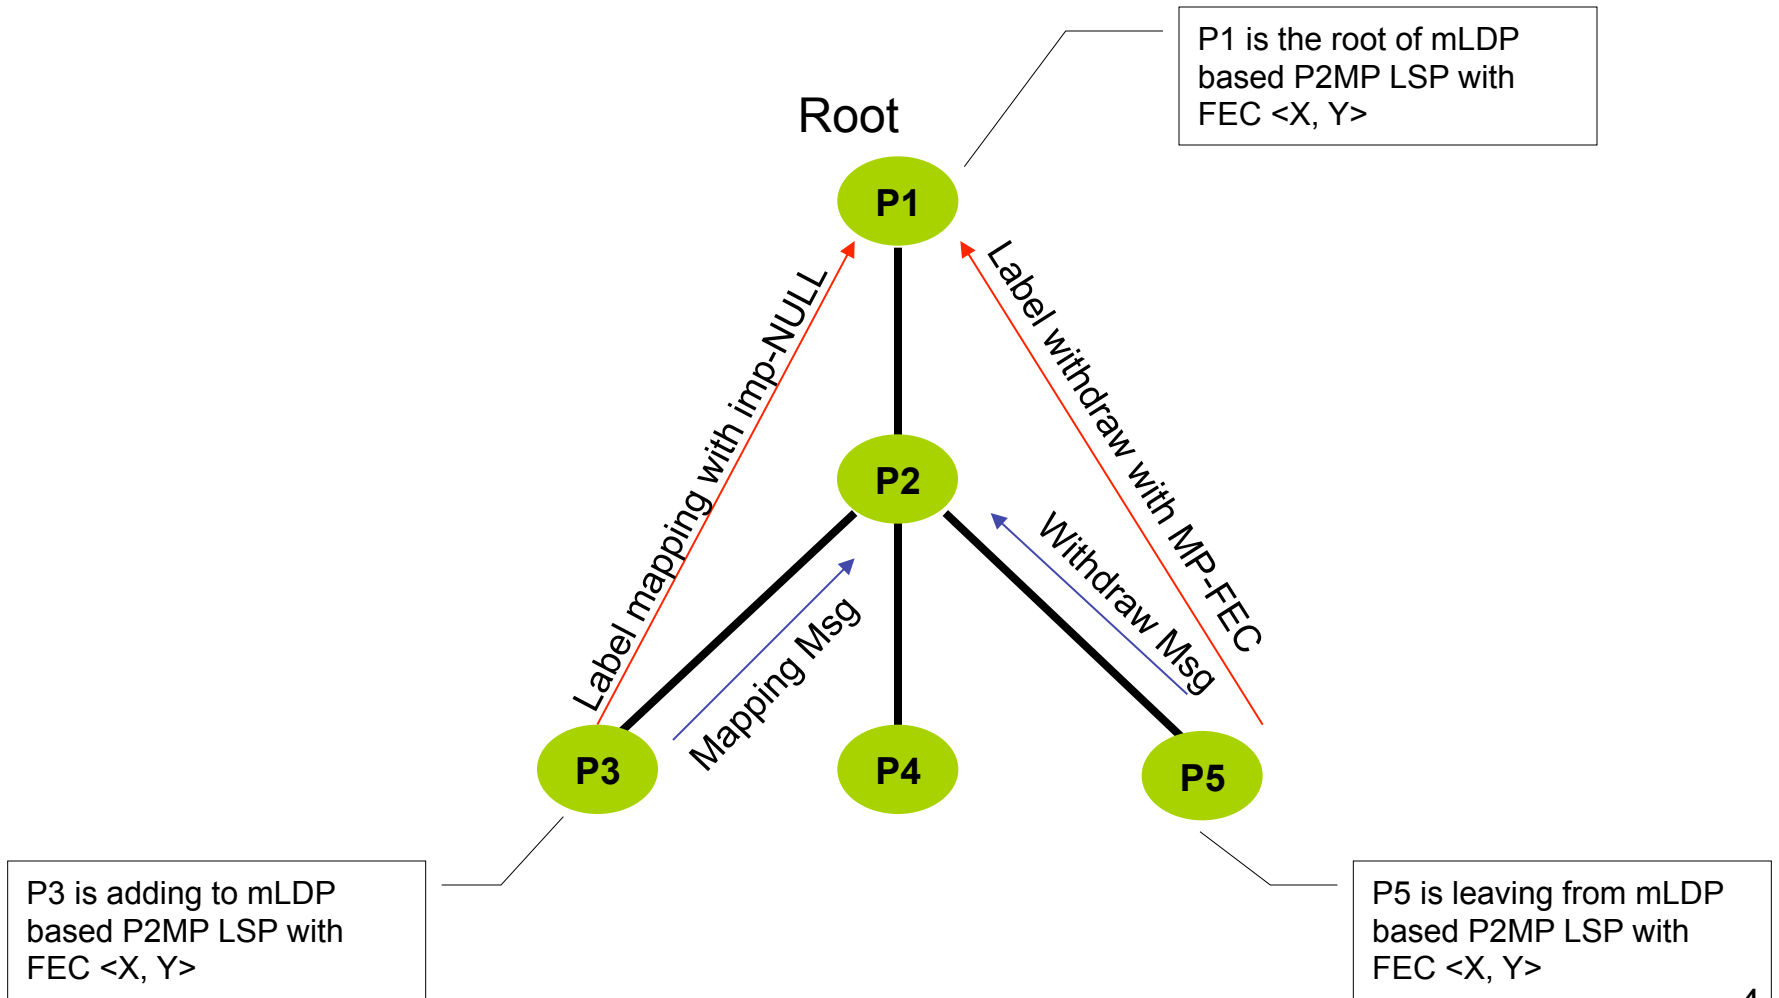 P1 is the root of mLDP
based P2MP LSP with
FEC <X, Y>
Root
P1
Label mapping with imp-NULL
Label withdraw with MP-FEC
P2
Mapping Msg
Withdraw Msg
P3
P4
P5
P3 is adding to mLDP
based P2MP LSP with
FEC <X, Y>
P5 is leaving from mLDP
based P2MP LSP with
FEC <X, Y>
4